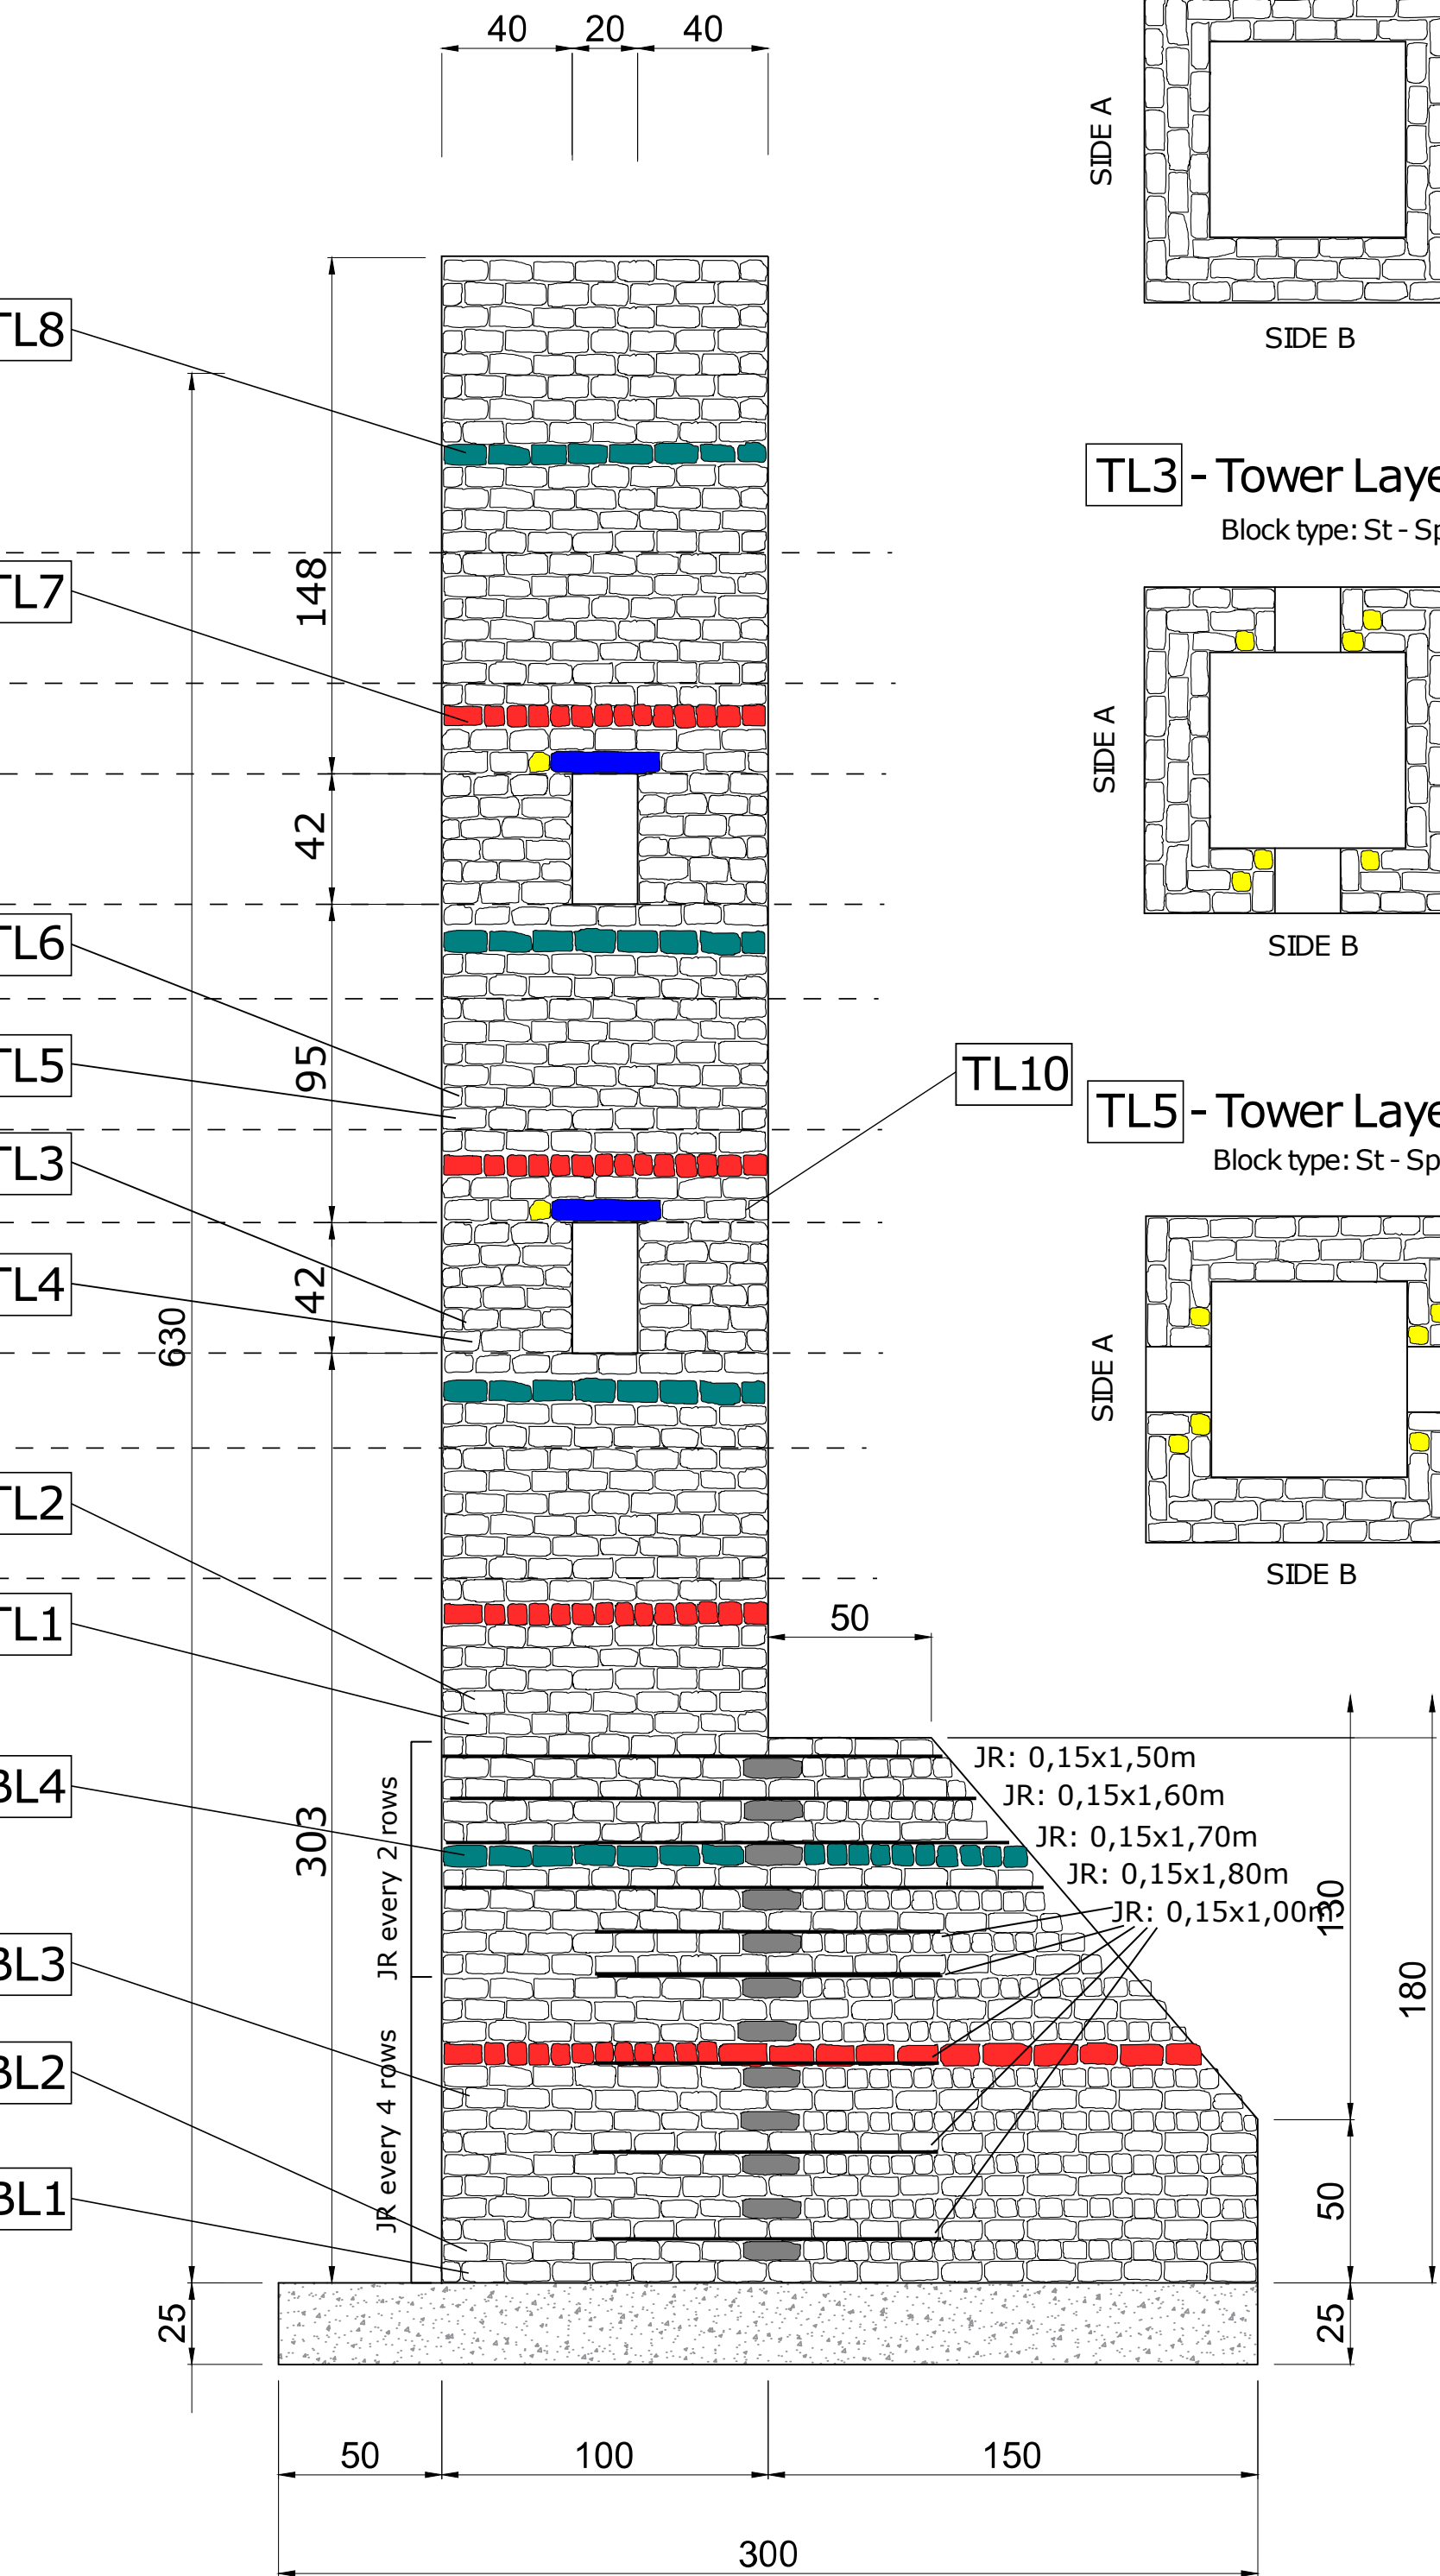 40 20 40
SIDE A
SIDE B
TL8
TL3 - Tower Laye
Block type: St - Sp
148
TL7
SIDE A
42
SIDE B
TL6
95
TL5
TL10
TL5 - Tower Laye
Block type: St - Sp
TL3
42
TL4
630
SIDE A
TL2
SIDE B
TL1
50
JR: 0,15x1,50m
BL4
JR: 0,15x1,60m
JR every 2 rows
303
JR: 0,15x1,70m
JR: 0,15x1,80m
JR: 0,15x1,00m
130
BL3
180
JR every 4 rows
BL2
BL1
50
25
25
50 100 150
300